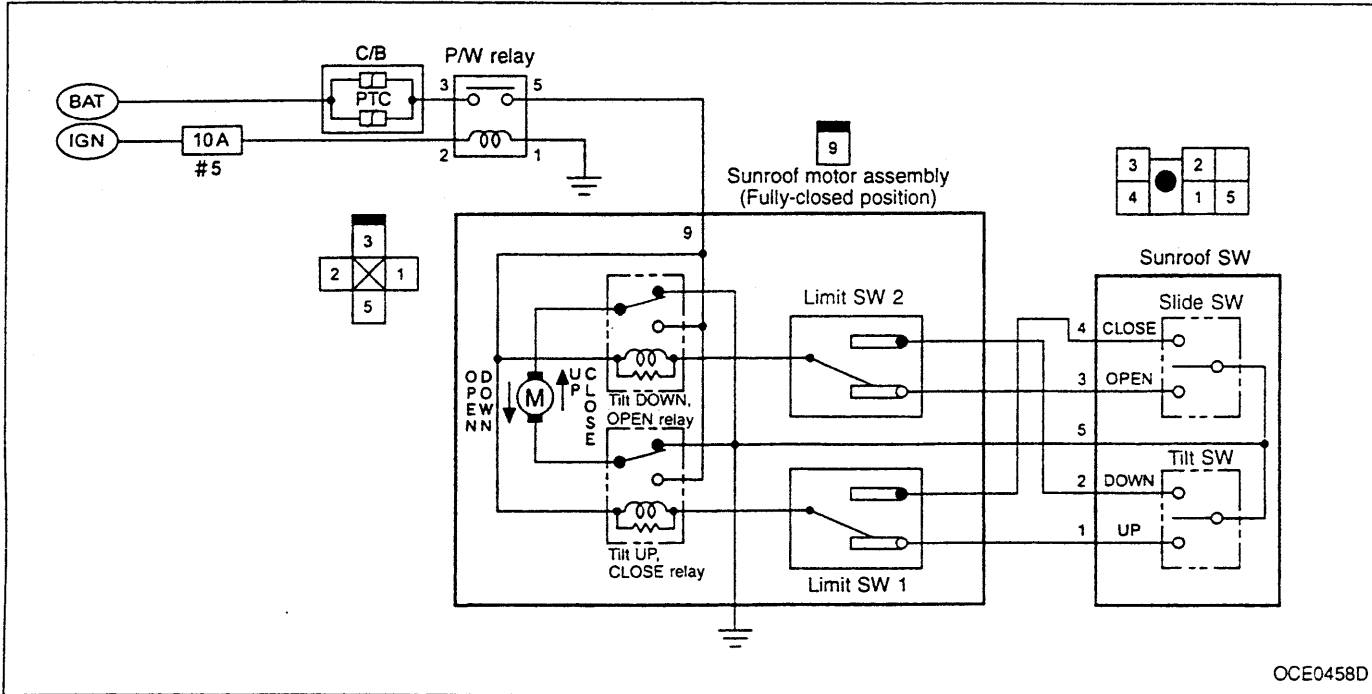 C/B
P/W relay
BAT
PTC
3
5
IGN
10A
#5
2
1
9
Sunroof motor assembly
(Fully-closed position)
3
2
4
1
5
3
2
1
5
9
Sunroof SW
Limit SW 2
Slide SW
4
CLOSE
3
OPEN
OPEN
DOWN
M
UP
CLOSE
Tilt DOWN,
OPEN relay
5
Tilt SW
2
DOWN
1
UP
Tilt UP,
CLOSE relay
Limit SW 1
OCE0458D